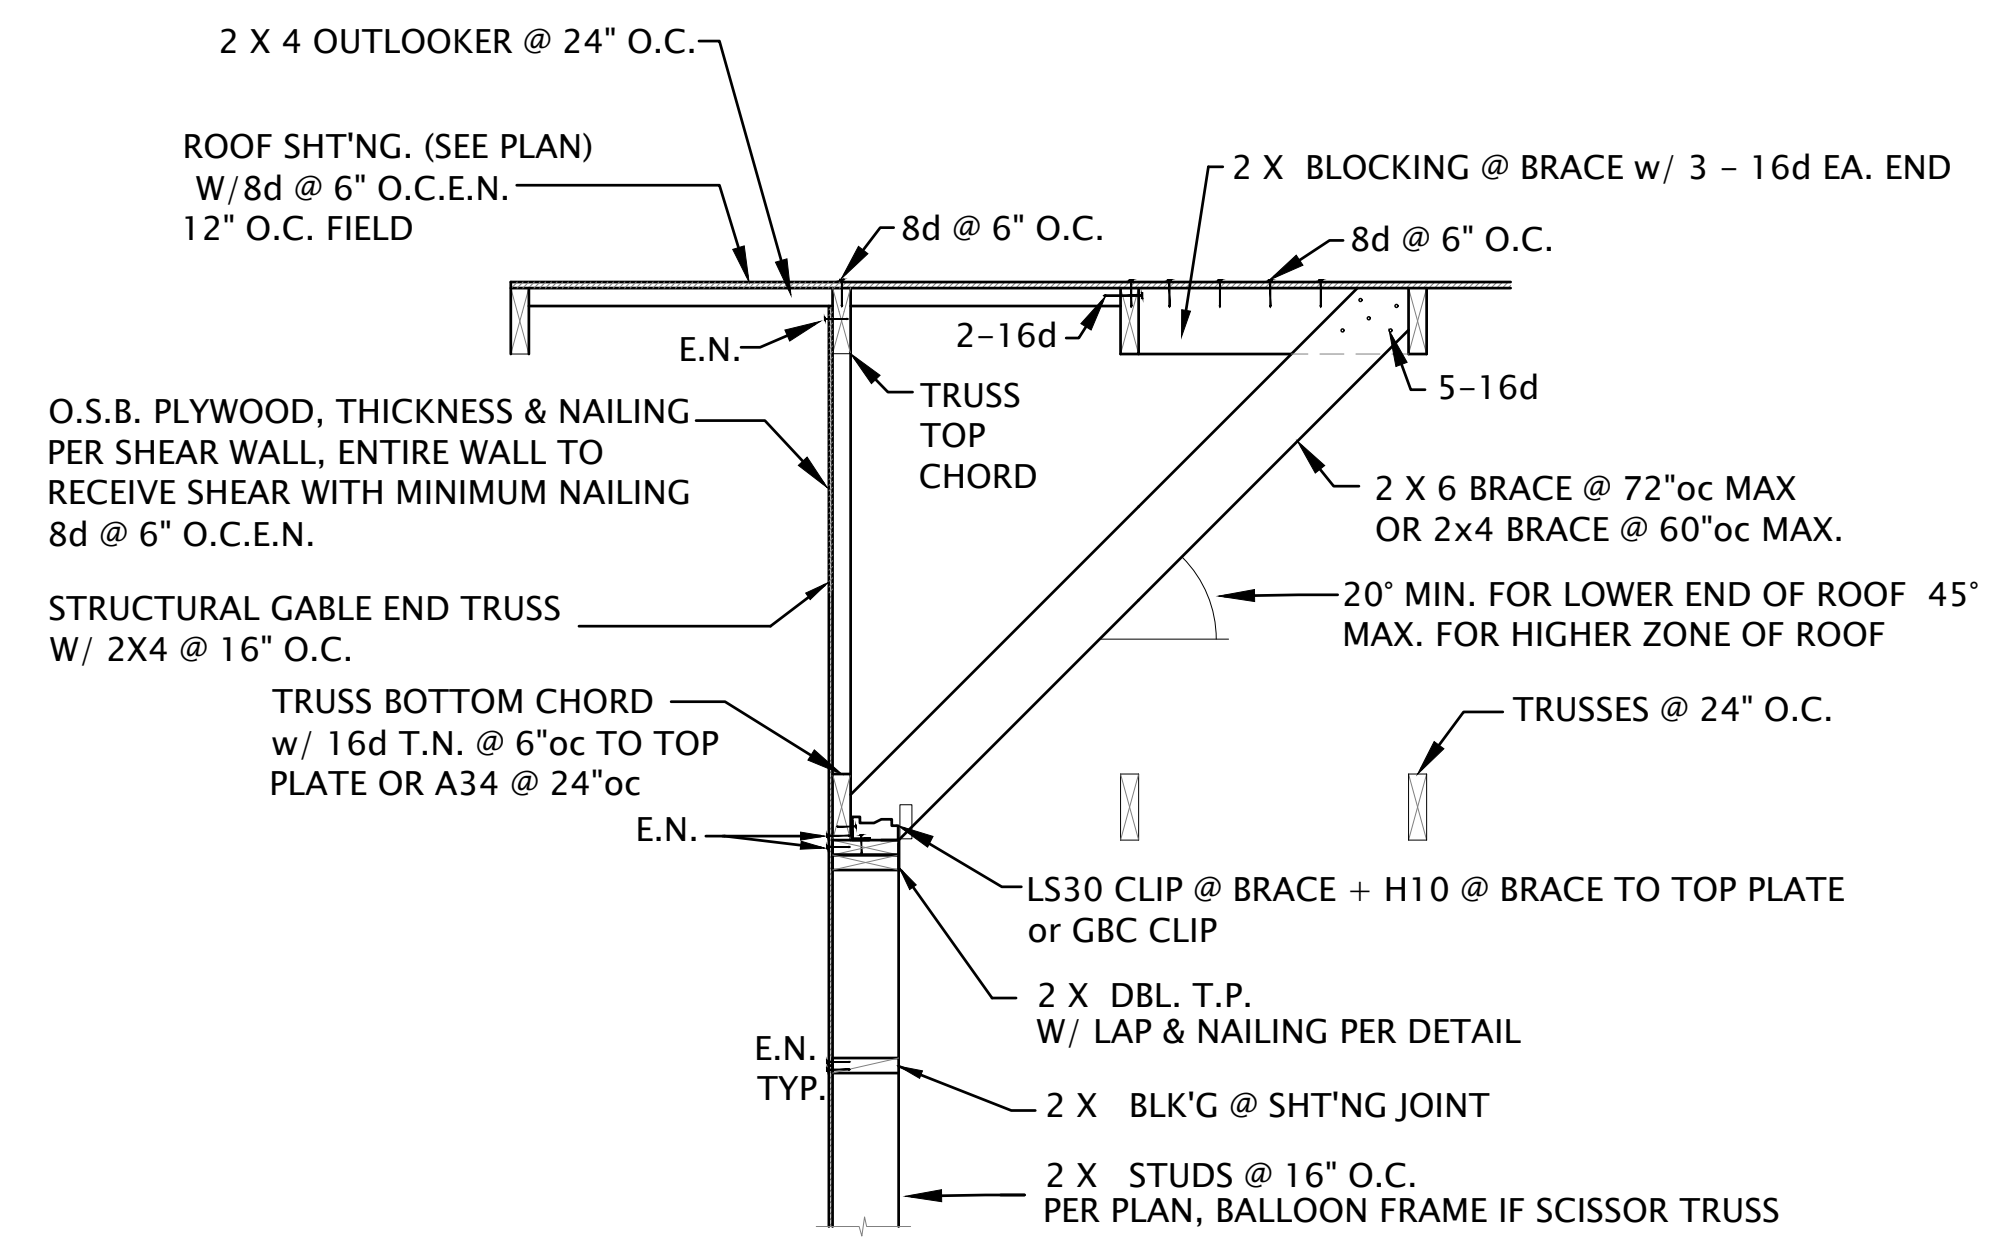 2 X 4 OUTLOOKER @ 24" O.C.
ROOF SHT'NG. (SEE PLAN)
W/8d @ 6" O.C.E.N.
12" O.C. FIELD
2 X BLOCKING @ BRACE w/ 3 - 16d EA. END
8d @ 6" O.C.
8d @ 6" O.C.
E.N.
2-16d
5-16d
TRUSS
TOP
CHORD
O.S.B. PLYWOOD, THICKNESS & NAILING
PER SHEAR WALL, ENTIRE WALL TO
RECEIVE SHEAR WITH MINIMUM NAILING
8d @ 6" O.C.E.N.
2 X 6 BRACE @ 72"oc MAX
OR 2x4 BRACE @ 60"oc MAX.
STRUCTURAL GABLE END TRUSS
W/ 2X4 @ 16" O.C.
20° MIN. FOR LOWER END OF ROOF 45°
MAX. FOR HIGHER ZONE OF ROOF
TRUSS BOTTOM CHORD
w/ 16d T.N. @ 6"oc TO TOP
PLATE OR A34 @ 24"oc
TRUSSES @ 24" O.C.
E.N.
LS30 CLIP @ BRACE + H10 @ BRACE TO TOP PLATE
or GBC CLIP
2 X DBL. T.P.
W/ LAP & NAILING PER DETAIL
E.N.
TYP.
2 X BLK'G @ SHT'NG JOINT
2 X STUDS @ 16" O.C.
PER PLAN, BALLOON FRAME IF SCISSOR TRUSS